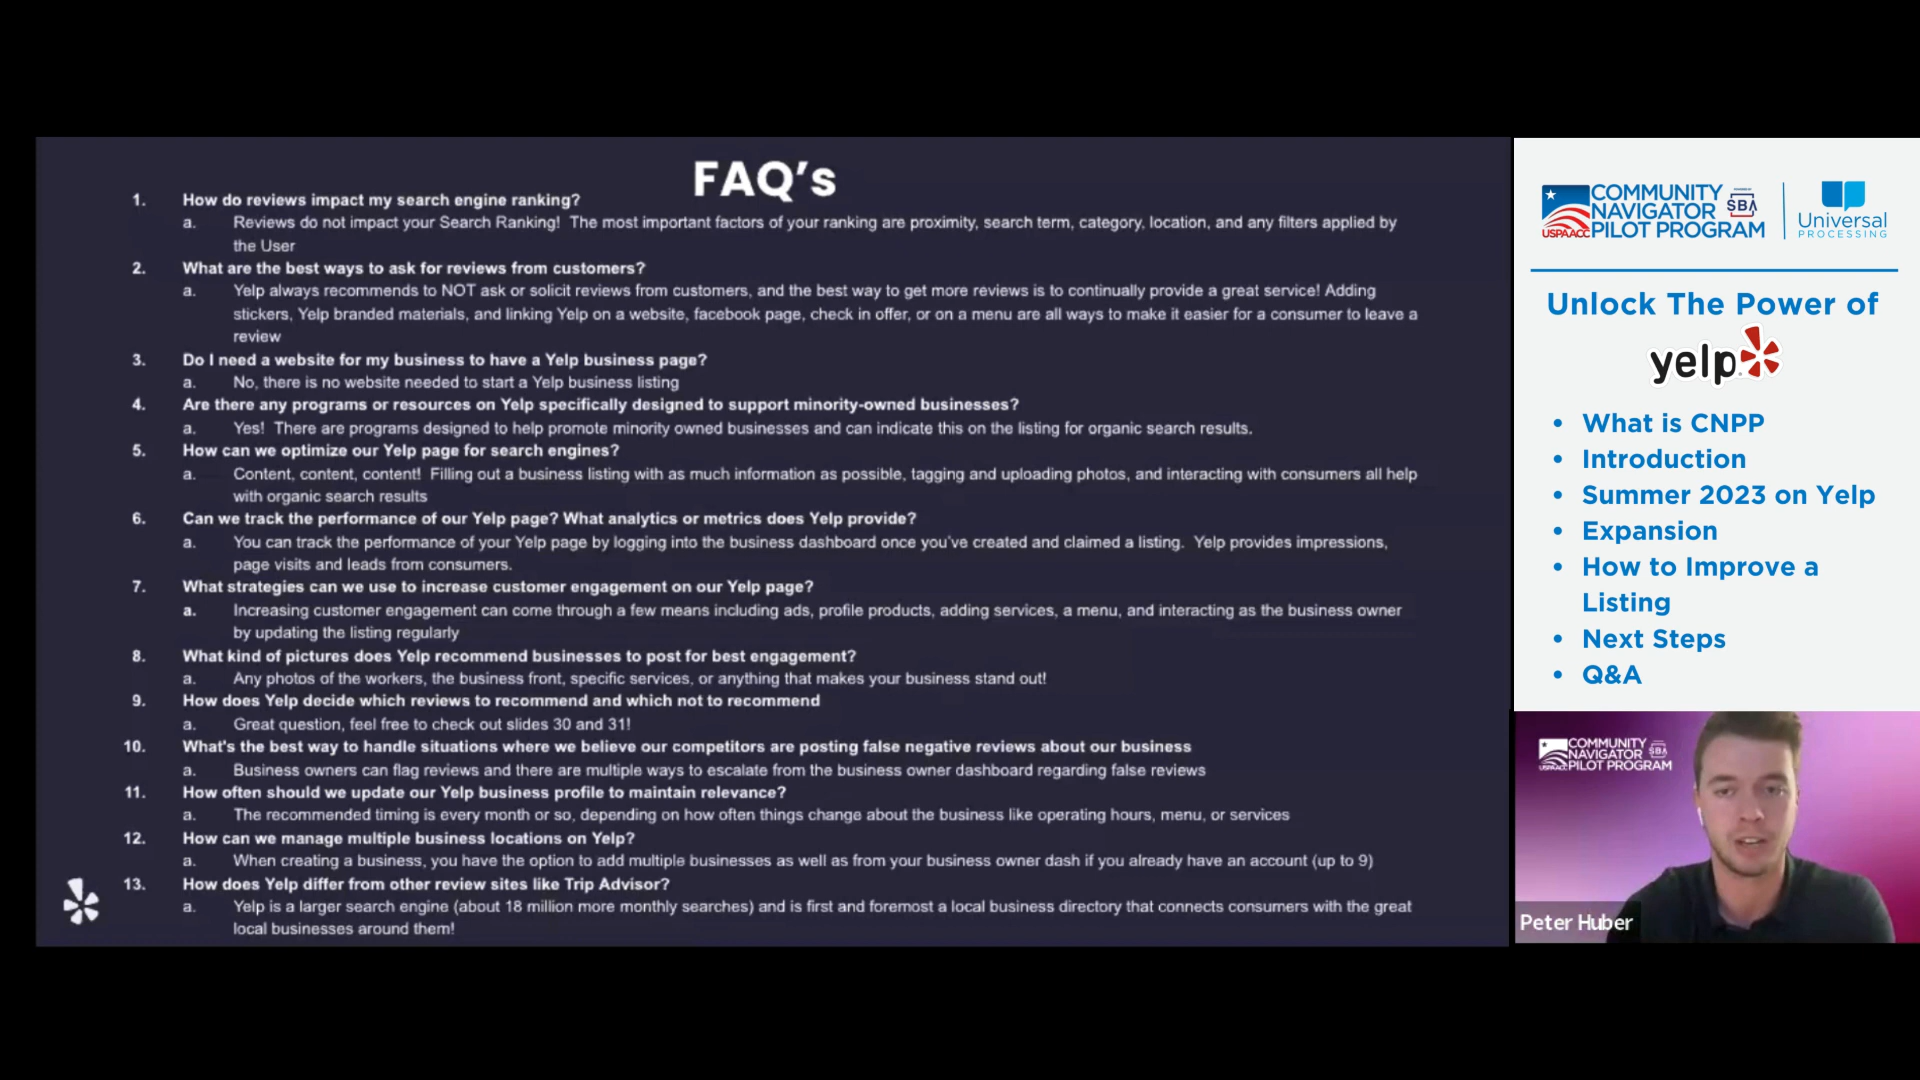 FAQ's
1. How do reviews impact my search engine ranking?
a. Reviews do not impact your Search Ranking! The most important factors of your ranking are proximity, search term, category, location, and any filters applied by
the User
2. What are the best ways to ask for reviews from customers?
a. Yelp always recommends to NOT ask or solicit reviews from customers, and the best way to get more reviews is to continually provide a great service! Adding
stickers, Yelp branded materials, and linking Yelp on a website, facebook page, check in offer, or on a menu are all ways to make it easier for a consumer to leave a
review
3. Do I need a website for my business to have a Yelp business page?
a. No, there is no website needed to start a Yelp business listing
4. Are there any programs or resources on Yelp specifically designed to support minority-owned businesses?
a. Yes! There are programs designed to help promote minority owned businesses and can indicate this on the listing for organic search results.
5. How can we optimize our Yelp page for search engines?
a. Content, content, content! Filling out a business listing with as much information as possible, tagging and uploading photos, and interacting with consumers all help
with organic search results
6. Can we track the performance of our Yelp page? What analytics or metrics does Yelp provide?
a. You can track the performance of your Yelp page by logging into the business dashboard once you've created and claimed a listing. Yelp provides impressions,
page visits and leads from consumers.
7. What strategies can we use to increase customer engagement on our Yelp page?
a. Increasing customer engagement can come through a few means including ads, profile products, adding services, a menu, and interacting as the business owner
by updating the listing regularly
8. What kind of pictures does Yelp recommend businesses to post for best engagement?
a. Any photos of the workers, the business front, specific services, or anything that makes your business stand out!
9. How does Yelp decide which reviews to recommend and which not to recommend
a. Great question, feel free to check out slides 30 and 31!
10. What's the best way to handle situations where we believe our competitors are posting false negative reviews about our business
a. Business owners can flag reviews and there are multiple ways to escalate from the business owner dashboard regarding false reviews
11. How often should we update our Yelp business profile to maintain relevance?
a. The recommended timing is every month or so, depending on how often things change about the business like operating hours, menu, or services
12. How can we manage multiple business locations on Yelp?
a. When creating a business, you have the option to add multiple businesses as well as from your business owner dash if you already have an account (up to 9)
13. How does Yelp differ from other review sites like Trip Advisor?
a. Yelp is a larger search engine (about 18 million more monthly searches) and is first and foremost a local business directory that connects consumers with the great
local businesses around them!
COMMUNITY
NAVIGATOR
PILOT PROGRAM
USPAACC
SBA
Universal
PROCESSING
Unlock The Power of
yelp
• What is CNPP
• Introduction
• Summer 2023 on Yelp
• Expansion
• How to Improve a
Listing
• Next Steps
• Q&A
COMMUNITY
NAVIGATOR
PILOT PROGRAM
USPAACC
SBA
Peter Huber